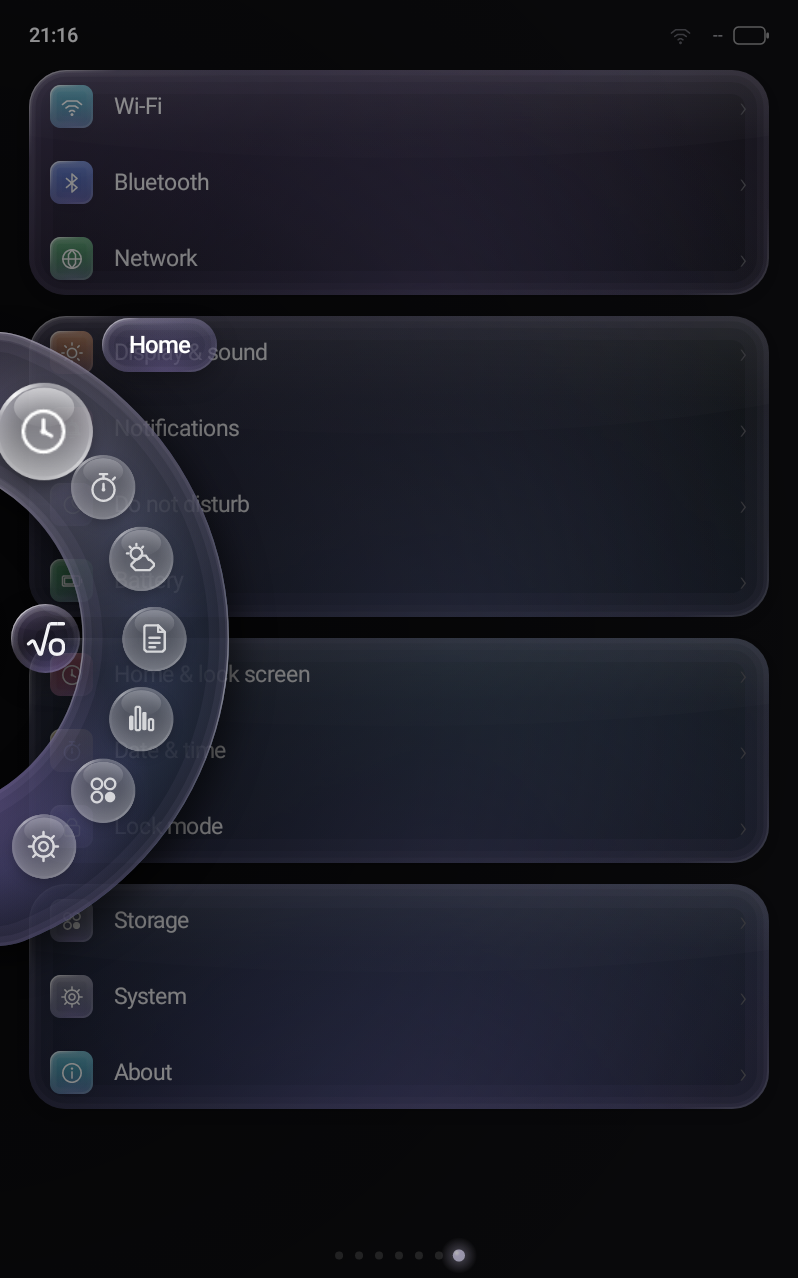 21:16
--
Wi-Fi
Bluetooth
Network
Home
Display & sound
Notifications
Do not disturb
Battery
√o
Home & lock screen
Date & time
Lock mode
Storage
System
About